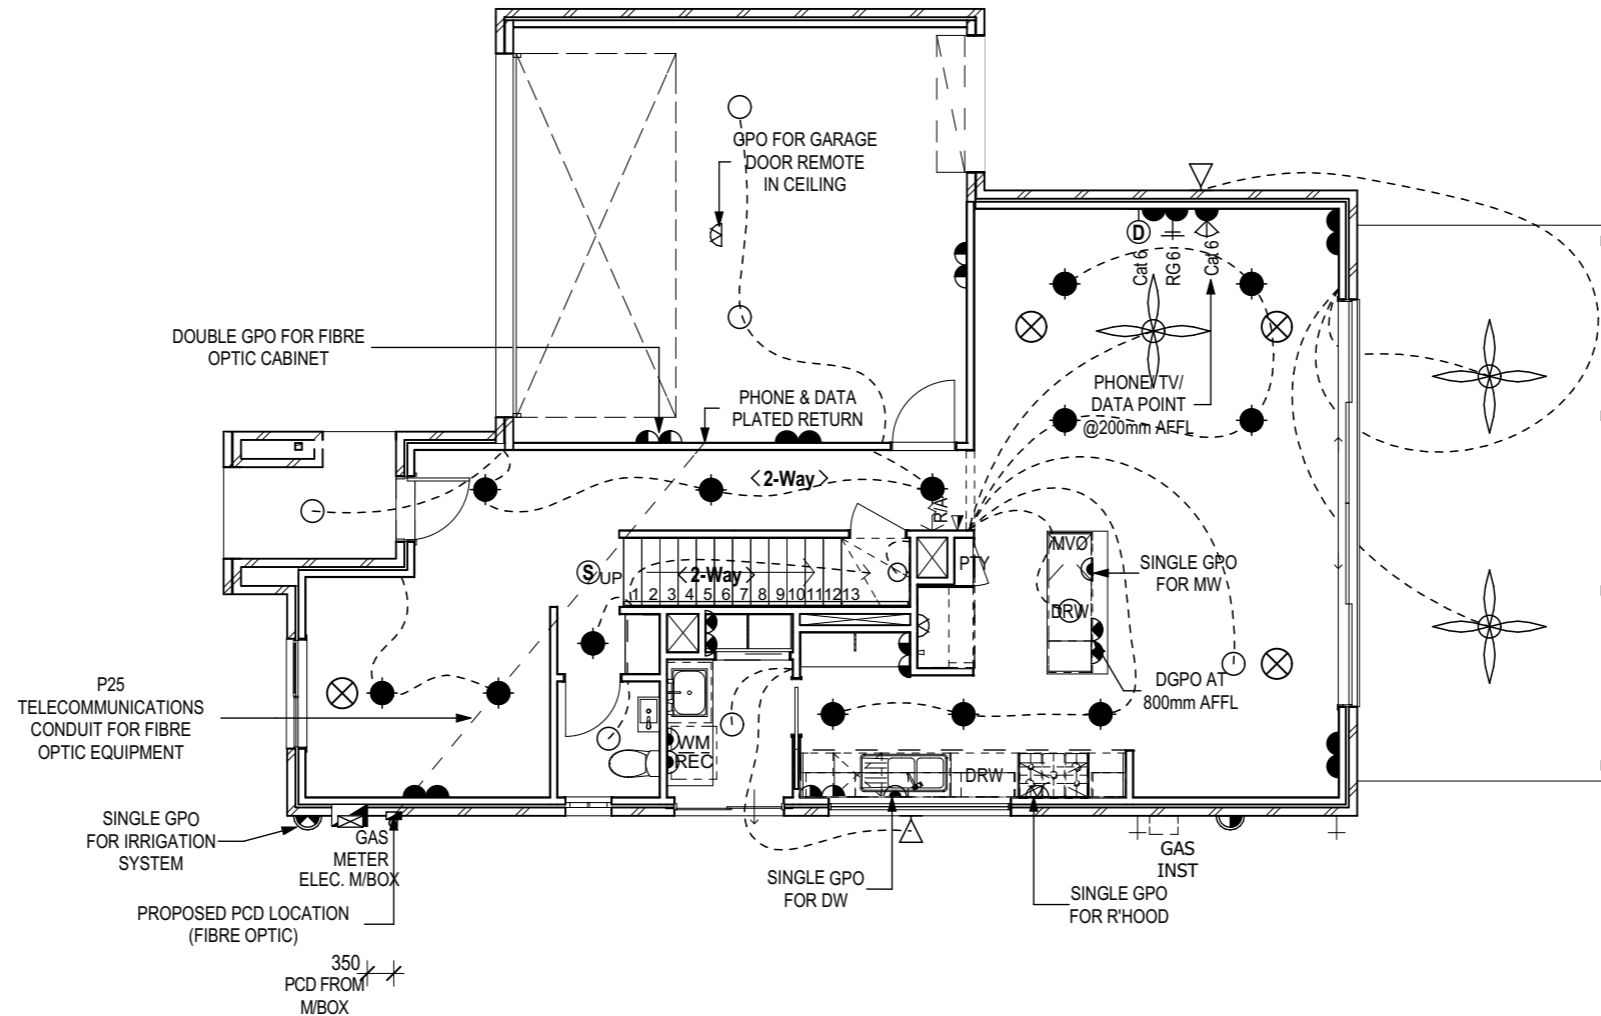 GPO FOR GARAGE
DOOR REMOTE
IN CEILING
DOUBLE GPO FOR FIBRE
OPTIC CABINET
PHONE & DATA
PLATED RETURN
D
Cat 6
RG 6
Cat 6
PHONE/ TV/
DATA POINT
@200mm AFFL
2-Way
R/A
S
UP
2-Way
1 2 3 4 5 6 7 8 9 10 11 12 13
PTY
MVO
DRW
SINGLE GPO
FOR MW
DGPO AT
800mm AFFL
P25
TELECOMMUNICATIONS
CONDUIT FOR FIBRE
OPTIC EQUIPMENT
WM
REC
DRW
SINGLE GPO
FOR IRRIGATION
SYSTEM
GAS
METER
ELEC. M/BOX
PROPOSED PCD LOCATION
(FIBRE OPTIC)
350
PCD FROM
M/BOX
SINGLE GPO
FOR DW
SINGLE GPO
FOR R'HOOD
GAS
INST